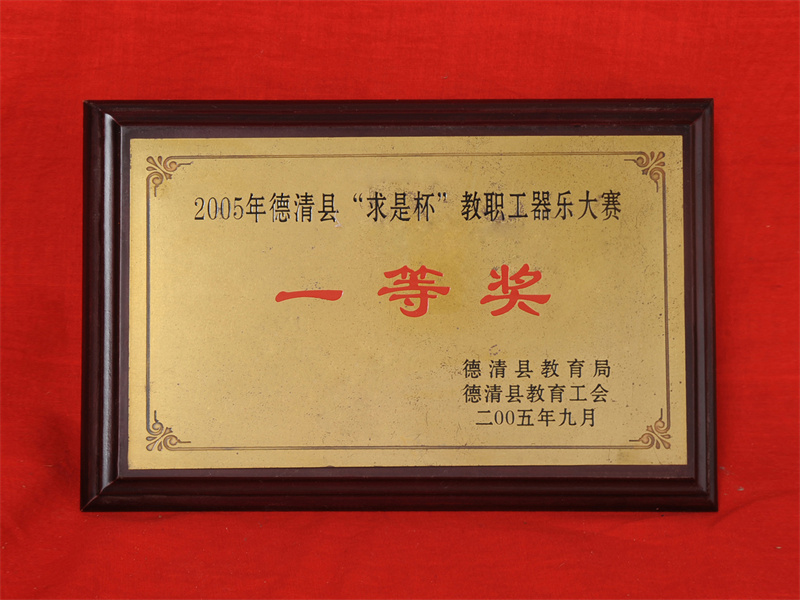 2005年德清县“求是杯”教职工器乐大赛
一等奖
德清县教育局
德清县教育工会
二00五年九月